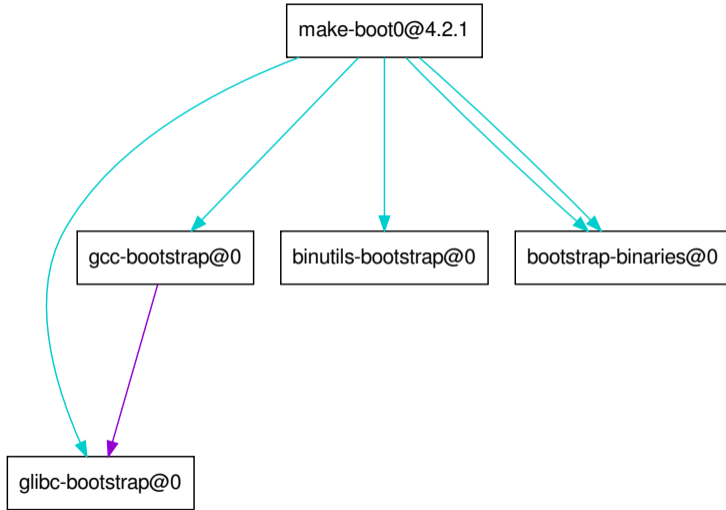 make-boot0@4.2.1
gcc-bootstrap@0
binutils-bootstrap@0
bootstrap-binaries@0
glibc-bootstrap@0